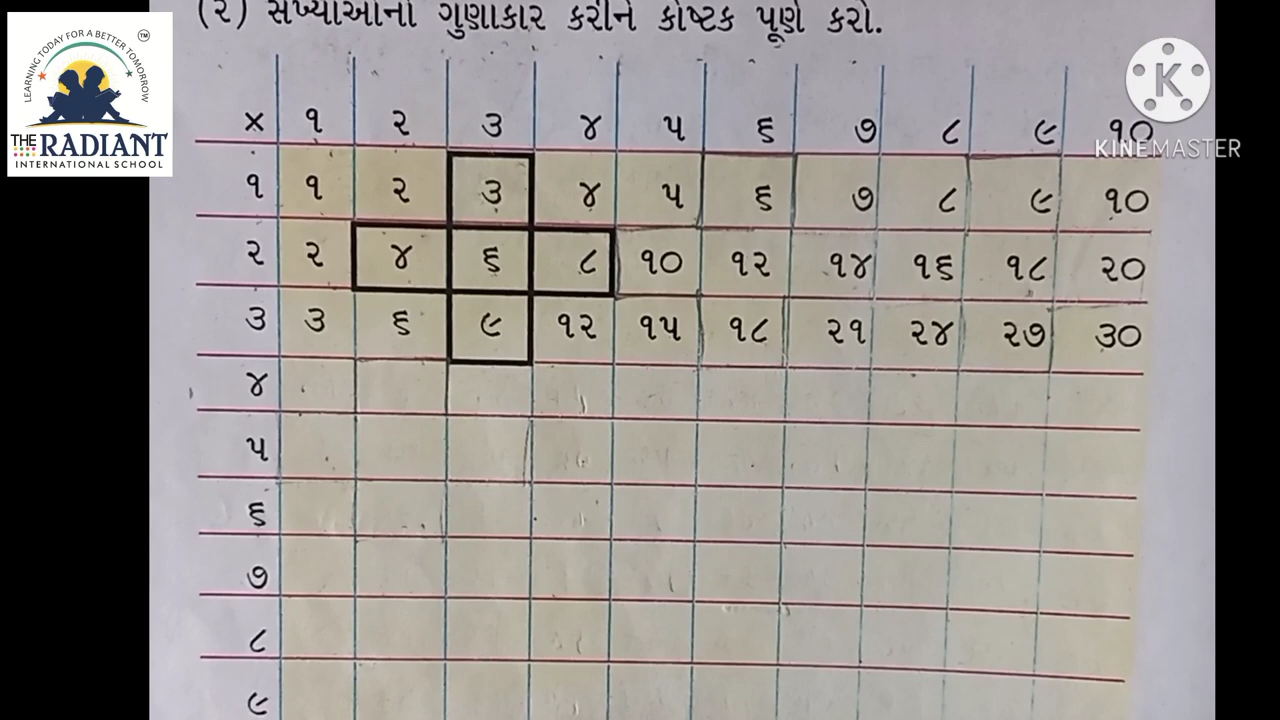 (૨) સંખ્યાઓનો ગુણાકાર કરીને કોષ્ટક પૂર્ણ કરો.
LEARNING TODAY FOR A BETTER TOMORROW
TM
THE RADIANT
INTERNATIONAL SCHOOL
K
KINEMASTER
× ૧ ૨ ૩ ૪ ૫ ૬ ૭ ૮ ૯ ૧૦
૧ ૧ ૨ ૩ ૪ ૫ ૬ ૭ ૮ ૯ ૧૦
૨ ૨ ૪ ૬ ૮ ૧૦ ૧૨ ૧૪ ૧૬ ૧૮ ૨૦
૩ ૩ ૬ ૯ ૧૨ ૧૫ ૧૮ ૨૧ ૨૪ ૨૭ ૩૦
૪
૫
૬
૭
૮
૯